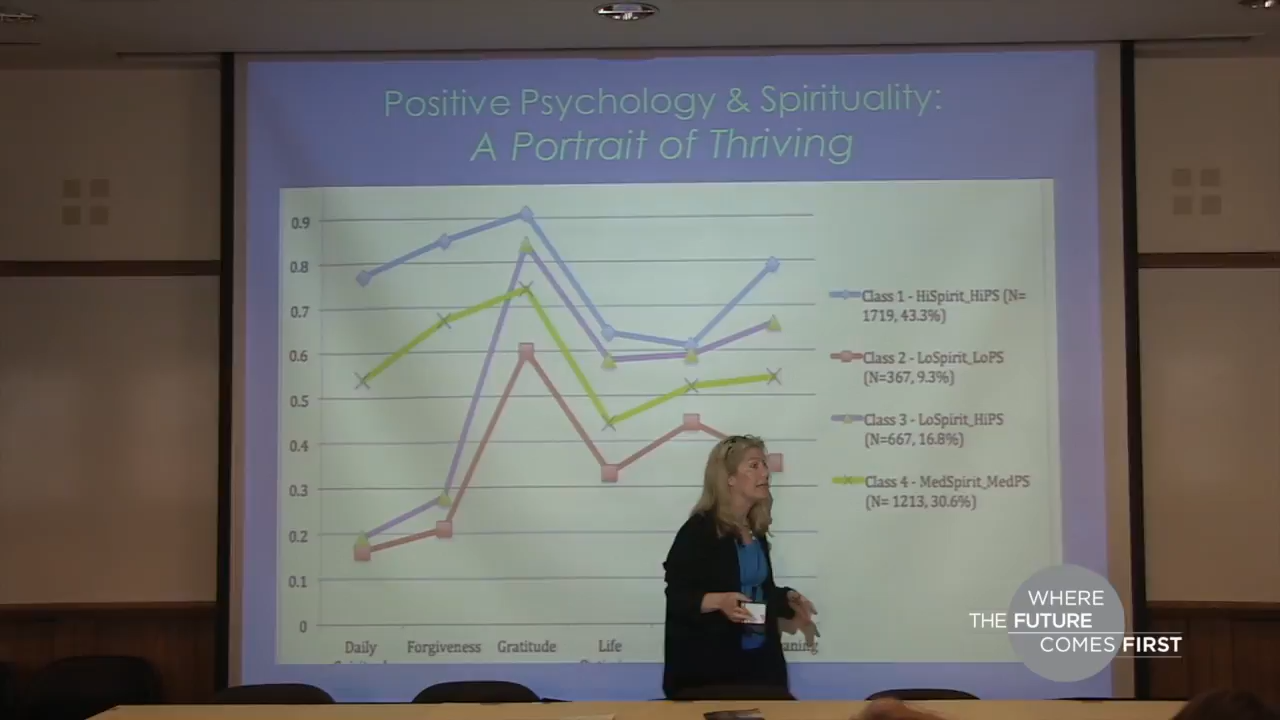 Positive Psychology & Spirituality:
A Portrait of Thriving
0.9
0.8
0.7
0.6
0.5
0.4
0.3
0.2
0.1
0
Daily
Forgiveness
Gratitude
Life
Class 1 - HiSpirit_HiPS (N=
1719, 43.3%)
Class 2 - LoSpirit_LoPS
(N=367, 9.3%)
Class 3 - LoSpirit_HiPS
(N=667, 16.8%)
Class 4 - MedSpirit_MedPS
(N= 1213, 30.6%)
WHERE
THE FUTURE
COMES FIRST